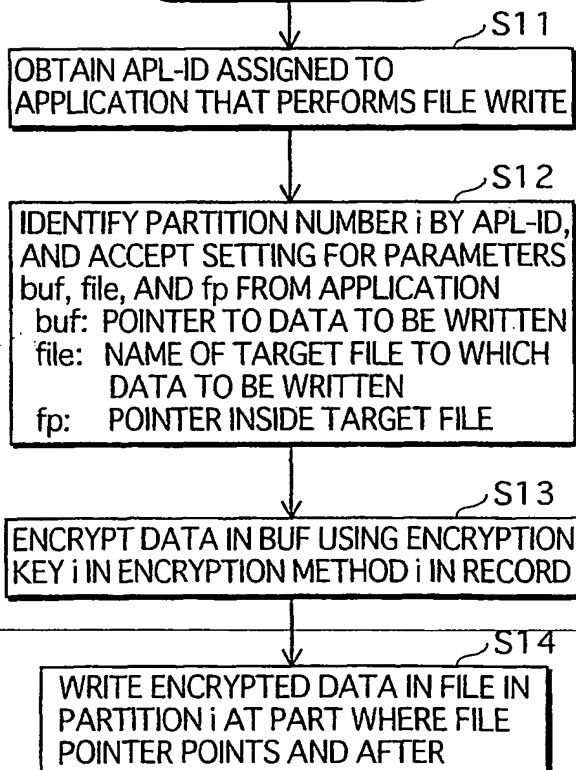 S11
OBTAIN APL-ID ASSIGNED TO
APPLICATION THAT PERFORMS FILE WRITE
S12
IDENTIFY PARTITION NUMBER i BY APL-ID,
AND ACCEPT SETTING FOR PARAMETERS
buf, file, AND fp FROM APPLICATION
buf: POINTER TO DATA TO BE WRITTEN
file: NAME OF TARGET FILE TO WHICH
DATA TO BE WRITTEN
fp: POINTER INSIDE TARGET FILE
S13
ENCRYPT DATA IN BUF USING ENCRYPTION
KEY i IN ENCRYPTION METHOD i IN RECORD
S14
WRITE ENCRYPTED DATA IN FILE IN
PARTITION i AT PART WHERE FILE
POINTER POINTS AND AFTER